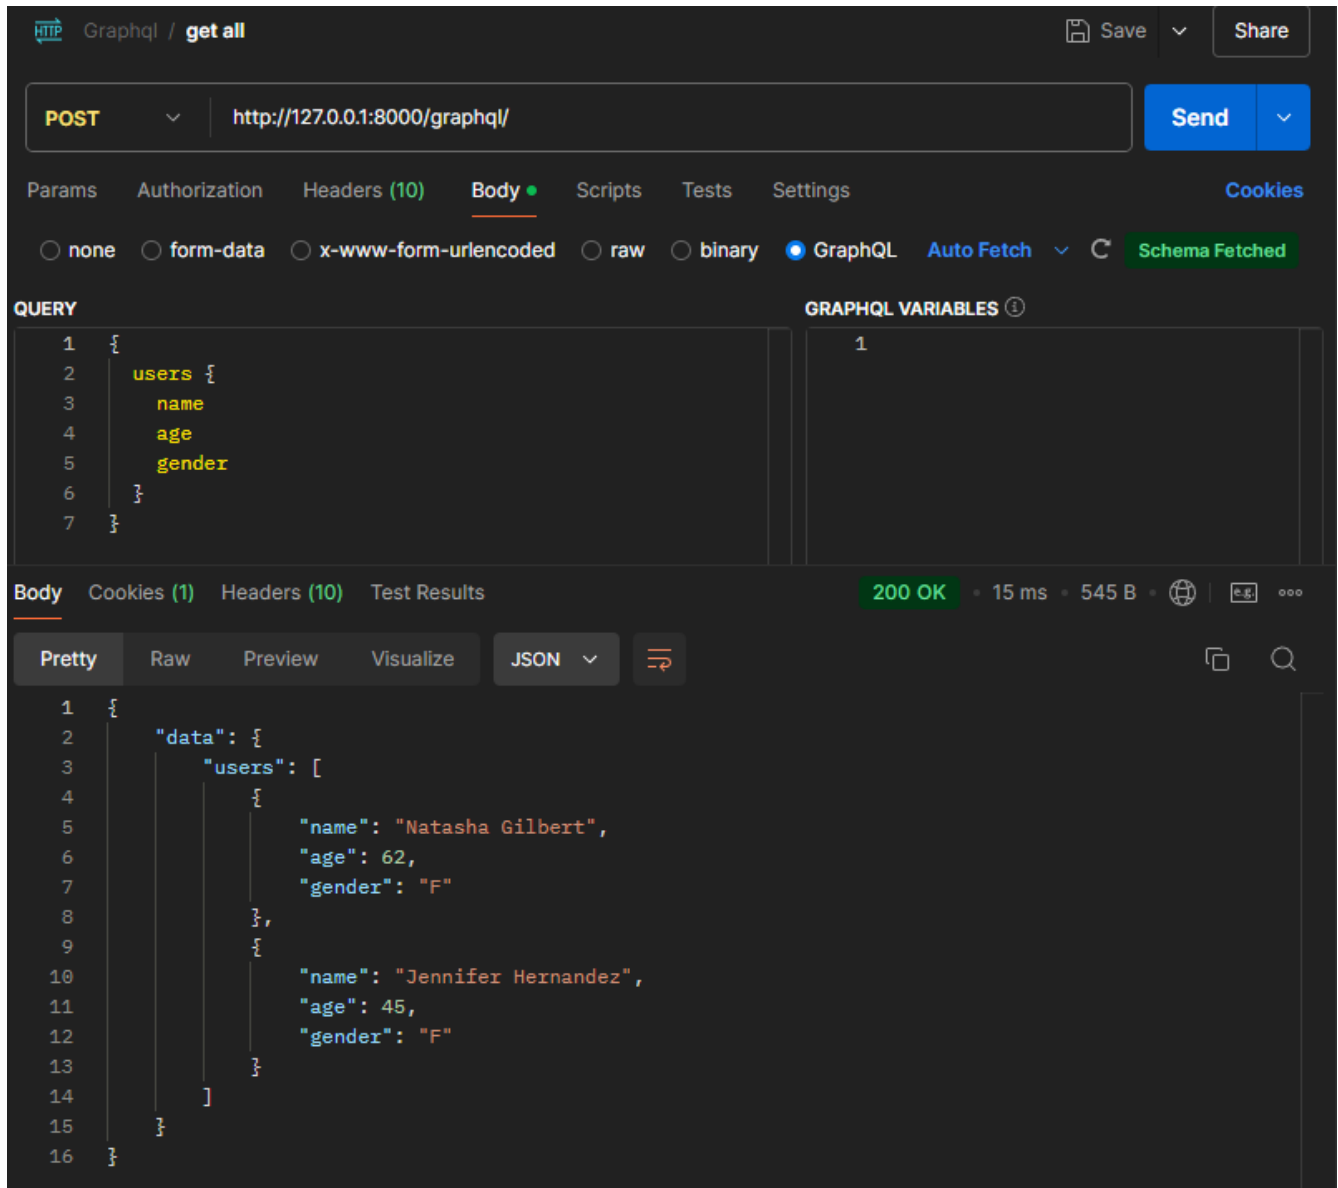 HTTP Graphql / get all Save Share
POST http://127.0.0.1:8000/graphql/ Send
Params Authorization Headers (10) Body Scripts Tests Settings Cookies
none form-data x-www-form-urlencoded raw binary GraphQL Auto Fetch Schema Fetched
QUERY GRAPHQL VARIABLES
1 { 1
2 users {
3 name
4 age
5 gender
6 }
7 }
Body Cookies (1) Headers (10) Test Results 200 OK 15 ms 545 B e.g.
Pretty Raw Preview Visualize JSON
1 {
2 "data": {
3 "users": [
4 {
5 "name": "Natasha Gilbert",
6 "age": 62,
7 "gender": "F"
8 },
9 {
10 "name": "Jennifer Hernandez",
11 "age": 45,
12 "gender": "F"
13 }
14 ]
15 }
16 }